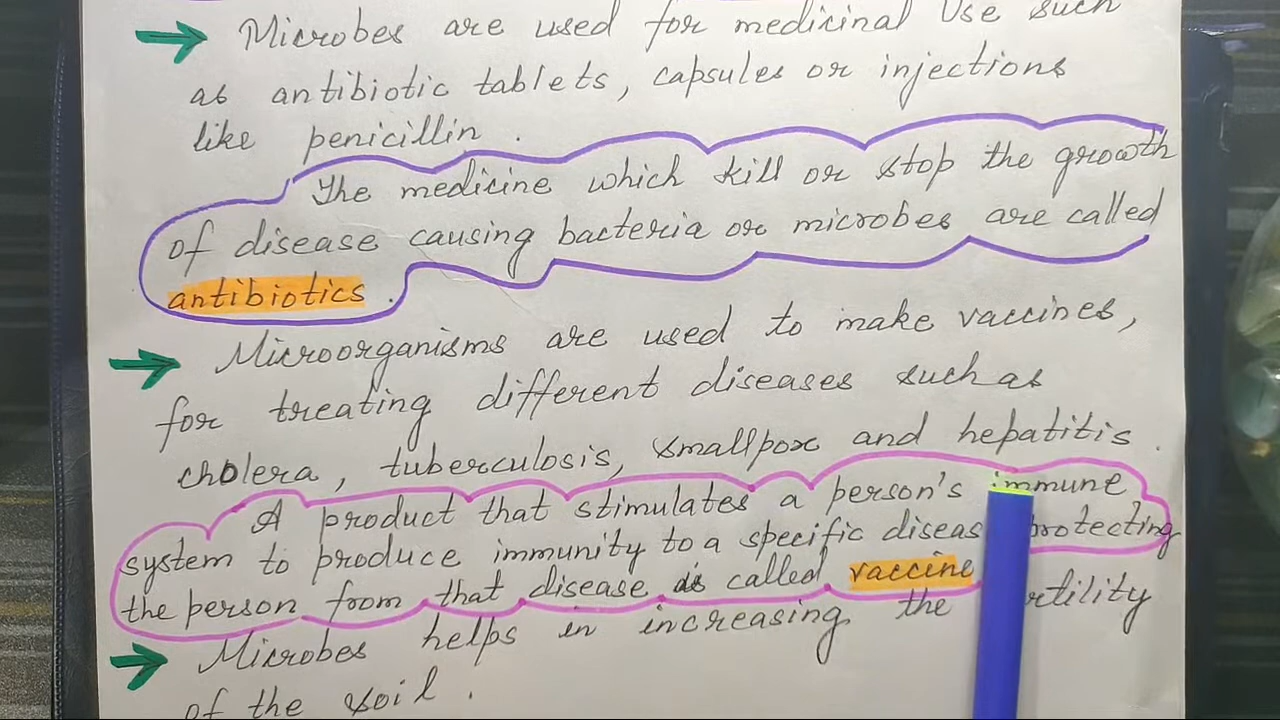 Microbes are used for medicinal Use such
as antibiotic tablets, capsules or injections
like penicillin.
The medicine which kill or stop the growth
of disease causing bacteria or microbes are called
antibiotics.
Microorganisms are used to make vaccines,
for treating different diseases such as
cholera, tuberculosis, smallpox and hepatitis.
A product that stimulates a person's immune
system to produce immunity to a specific diseas protecting
the person from that disease is called vaccine
Microbes helps in increasing the rtility
of the soil.